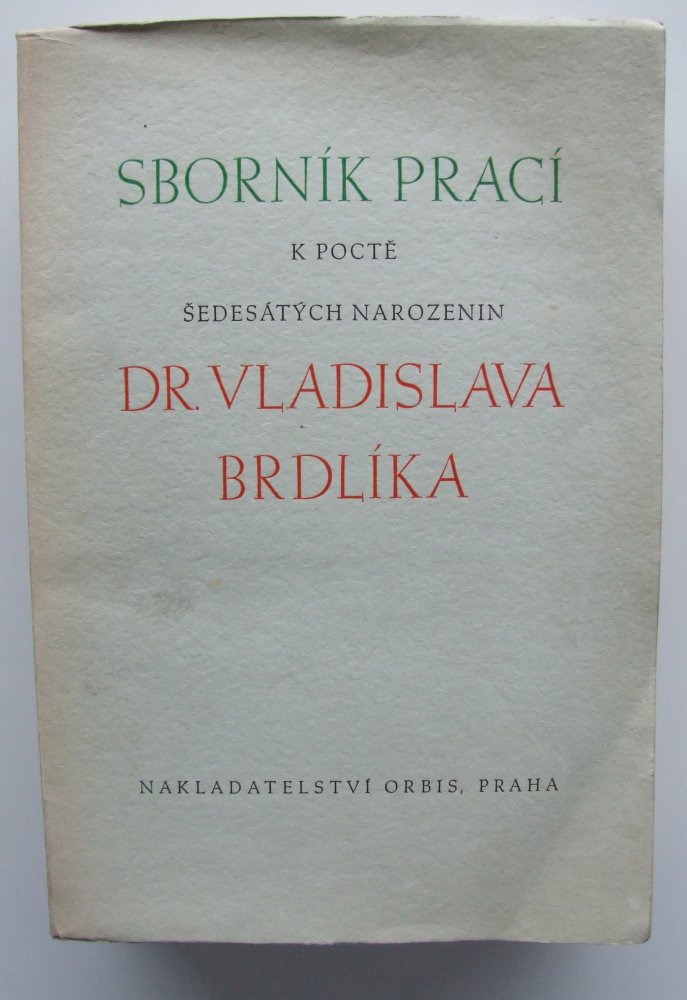 SBORNÍK PRACÍ
K POCTĚ
ŠEDESÁTÝCH NAROZENIN
DR. VLADISLAVA
BRDLÍKA
NAKLADATELSTVÍ ORBIS, PRAHA